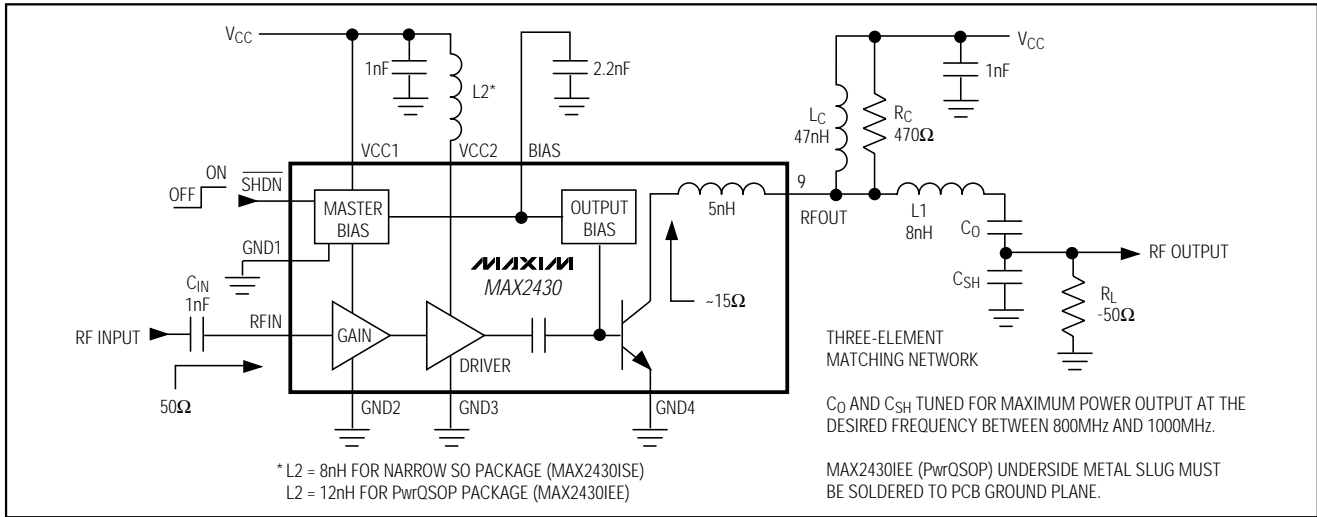 VCC
1nF
L2*
2.2nF
VCC
1nF
LC
47nH
RC
470Ω
VCC1
VCC2
BIAS
ON
OFF
SHDN
MASTER
BIAS
OUTPUT
BIAS
5nH
9
RFOUT
L1
8nH
CO
GND1
MAXIM
MAX2430
~15Ω
CSH
RF OUTPUT
RL
~50Ω
CIN
1nF
RF INPUT
RFIN
GAIN
DRIVER
50Ω
GND2
GND3
GND4
THREE-ELEMENT
MATCHING NETWORK
CO AND CSH TUNED FOR MAXIMUM POWER OUTPUT AT THE
DESIRED FREQUENCY BETWEEN 800MHz AND 1000MHz.
MAX2430IEE (PwrQSOP) UNDERSIDE METAL SLUG MUST
BE SOLDERED TO PCB GROUND PLANE.
* L2 = 8nH FOR NARROW SO PACKAGE (MAX2430ISE)
L2 = 12nH FOR PwrQSOP PACKAGE (MAX2430IEE)